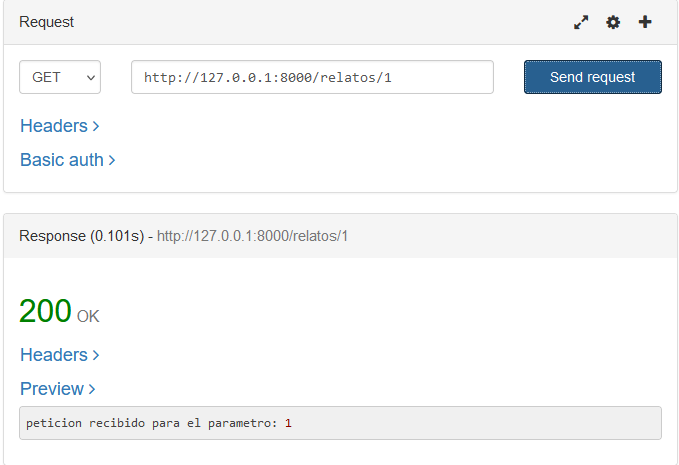 Request
GET http://127.0.0.1:8000/relatos/1 Send request
Headers
Basic auth
Response (0.101s) - http://127.0.0.1:8000/relatos/1
200 OK
Headers
Preview
peticion recibido para el parametro: 1